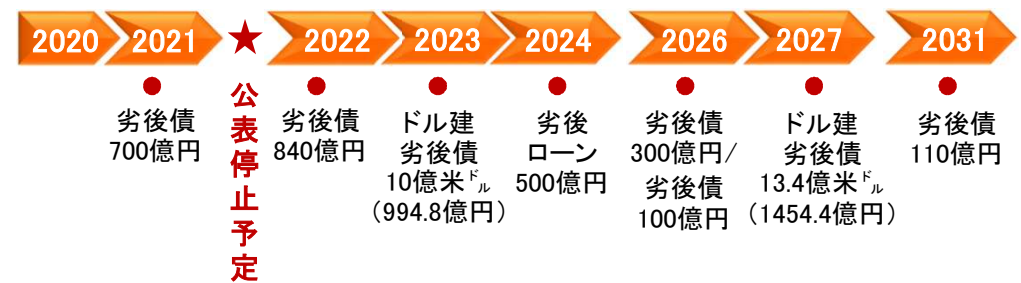 2020
2021
★
2022
2023
2024
2026
2027
2031
劣後債
700億円
公表停止予定
劣後債
840億円
ドル建
劣後債
10億米㌦
（994.8億円）
劣後
ローン
500億円
劣後債
300億円/
劣後債
100億円
ドル建
劣後債
13.4億米㌦
（1454.4億円）
劣後債
110億円